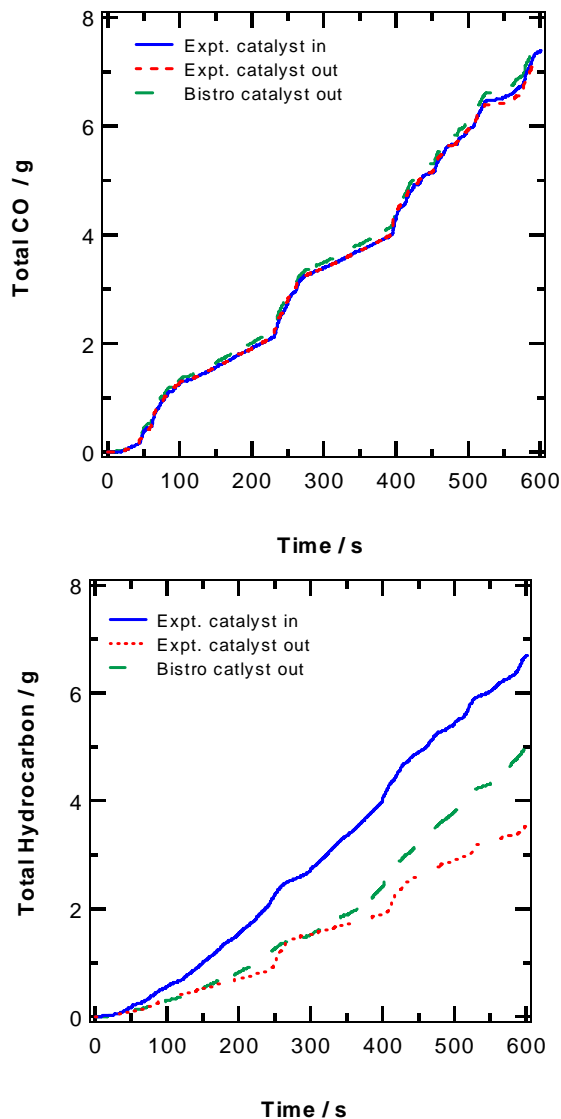 8
Expt. catalyst in
Expt. catalyst out
Bistro catalyst out
6
Total CO / g
4
2
0
0 100 200 300 400 500 600
Time / s
8
Expt. catalyst in
Expt. catalyst out
Bistro catlyst out
6
Total Hydrocarbon / g
4
2
0
0 100 200 300 400 500 600
Time / s